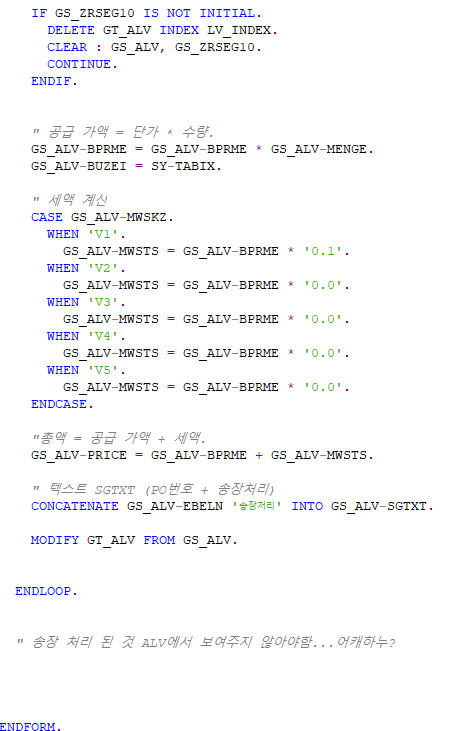 IF GS_ZRSEG10 IS NOT INITIAL.
DELETE GT_ALV INDEX LV_INDEX.
CLEAR : GS_ALV, GS_ZRSEG10.
CONTINUE.
ENDIF.
" 공급 가액 = 단가 * 수량.
GS_ALV-BPRME = GS_ALV-BPRME * GS_ALV-MENGE.
GS_ALV-BUZEI = SY-TABIX.
" 세액 계산
CASE GS_ALV-MWSKZ.
WHEN 'V1'.
GS_ALV-MWSTS = GS_ALV-BPRME * '0.1'.
WHEN 'V2'.
GS_ALV-MWSTS = GS_ALV-BPRME * '0.0'.
WHEN 'V3'.
GS_ALV-MWSTS = GS_ALV-BPRME * '0.0'.
WHEN 'V4'.
GS_ALV-MWSTS = GS_ALV-BPRME * '0.0'.
WHEN 'V5'.
GS_ALV-MWSTS = GS_ALV-BPRME * '0.0'.
ENDCASE.
"총액 = 공급 가액 + 세액.
GS_ALV-PRICE = GS_ALV-BPRME + GS_ALV-MWSTS.
" 텍스트 SGTXT (PO번호 + 송장처리)
CONCATENATE GS_ALV-EBELN '송장처리' INTO GS_ALV-SGTXT.
MODIFY GT_ALV FROM GS_ALV.
ENDLOOP.
" 송장 처리 된 것 ALV에서 보여주지 않아야함...어캐하누?
ENDFORM.